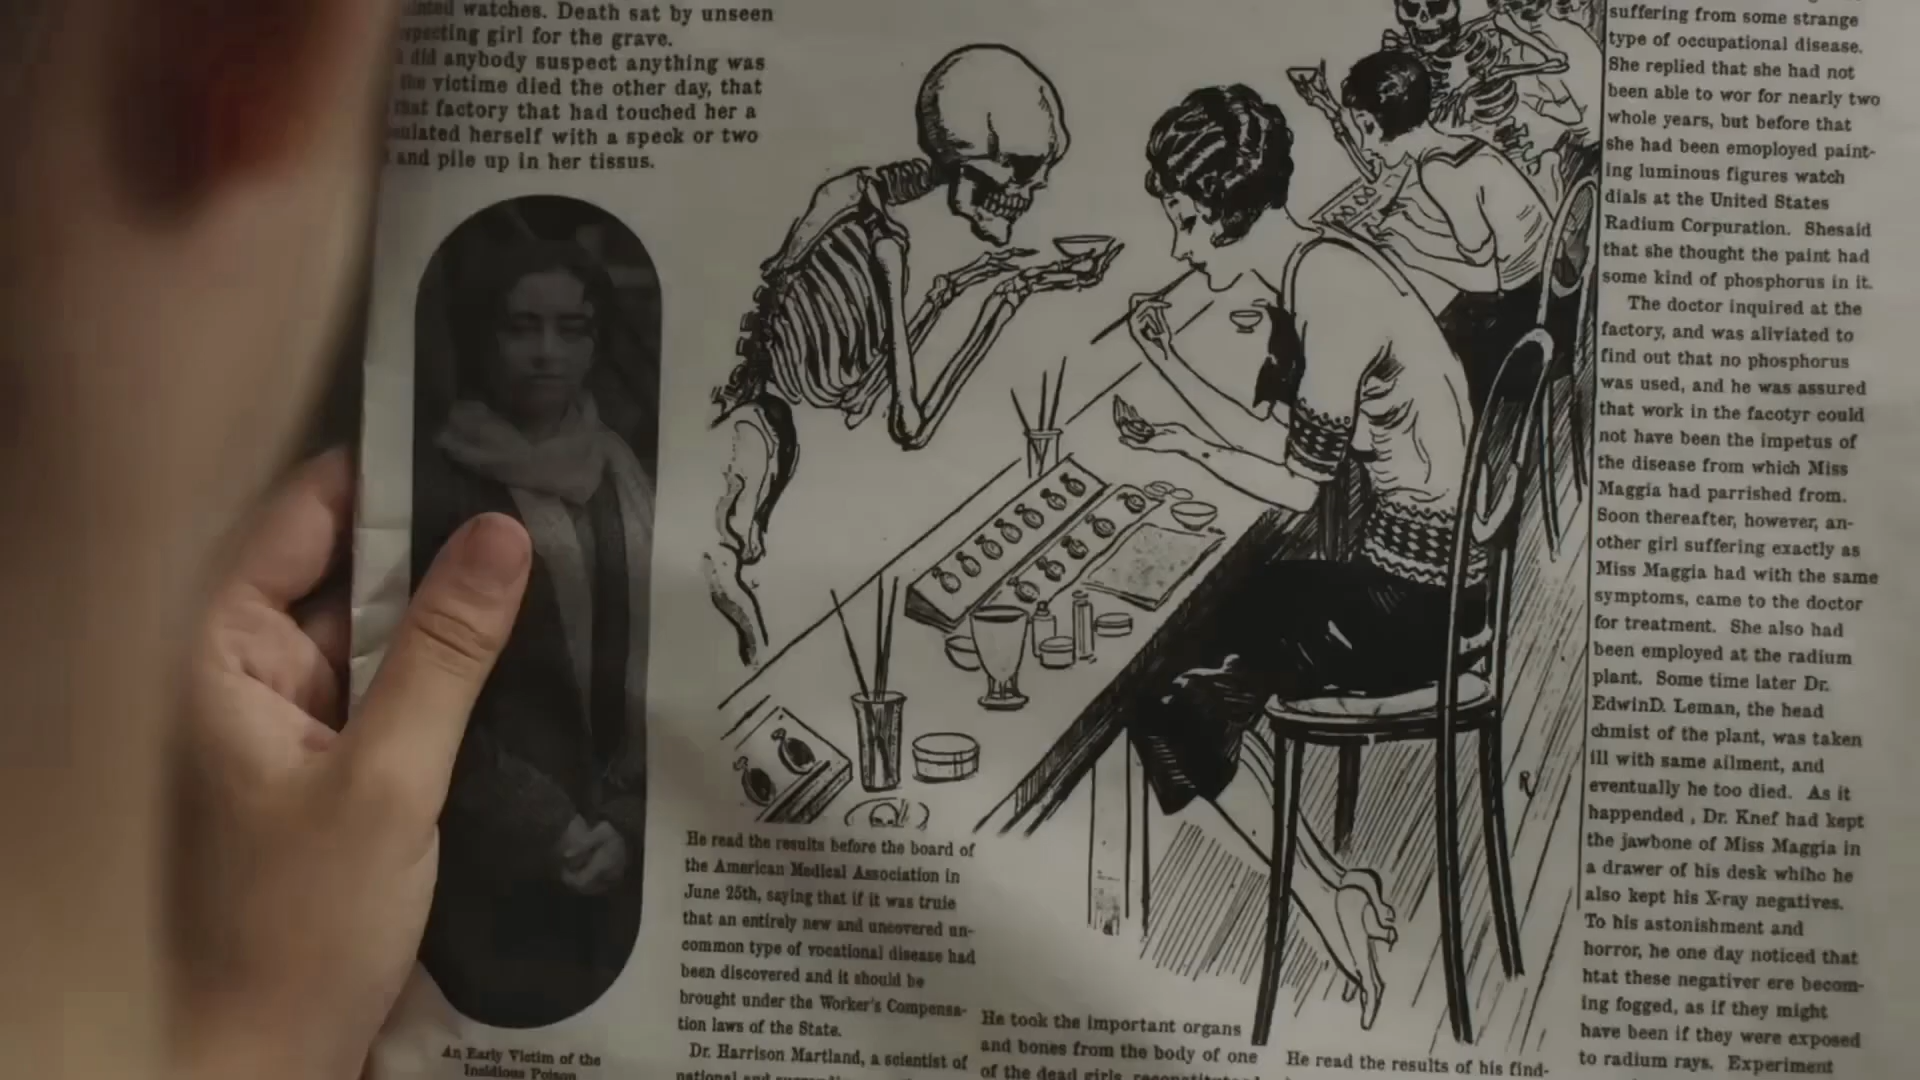 watches. Death sat by unseen
girl for the grave.
did anybody suspect anything was
victime died the other day, that
factory that had touched her a
herself with a speck or two
and pile up in her tissus.
An Early Victim of the
Insidious Poison
He read the results before the board of
the American Medical Association in
June 25th, saying that if it was truie
that an entirely new and uncovered un-
common type of vocational disease had
been discovered and it should be
brought under the Worker's Compensa-
tion laws of the State.
Dr. Harrison Martland, a scientist of
national and
He took the important organs
and bones from the body of one
of the dead girls,
He read the results of his find-
R
suffering from some strange
type of occupational disease.
She replied that she had not
been able to wor for nearly two
whole years, but before that
she had been emoployed paint-
ing luminous figures watch
dials at the United States
Radium Corpuration. Shesaid
that she thought the paint had
some kind of phosphorus in it.
The doctor inquired at the
factory, and was aliviated to
find out that no phosphorus
was used, and he was assured
that work in the facotyr could
not have been the impetus of
the disease from which Miss
Maggia had parrished from.
Soon thereafter, however, an-
other girl suffering exactly as
Miss Maggia had with the same
symptoms, came to the doctor
for treatment. She also had
been employed at the radium
plant. Some time later Dr.
EdwinD. Leman, the head
chmist of the plant, was taken
ill with same ailment, and
eventually he too died. As it
happended , Dr. Knef had kept
the jawbone of Miss Maggia in
a drawer of his desk whihc he
also kept his X-ray negatives.
To his astonishment and
horror, he one day noticed that
htat these negativer ere becom-
ing fogged, as if they might
have been if they were exposed
to radium rays. Experiment